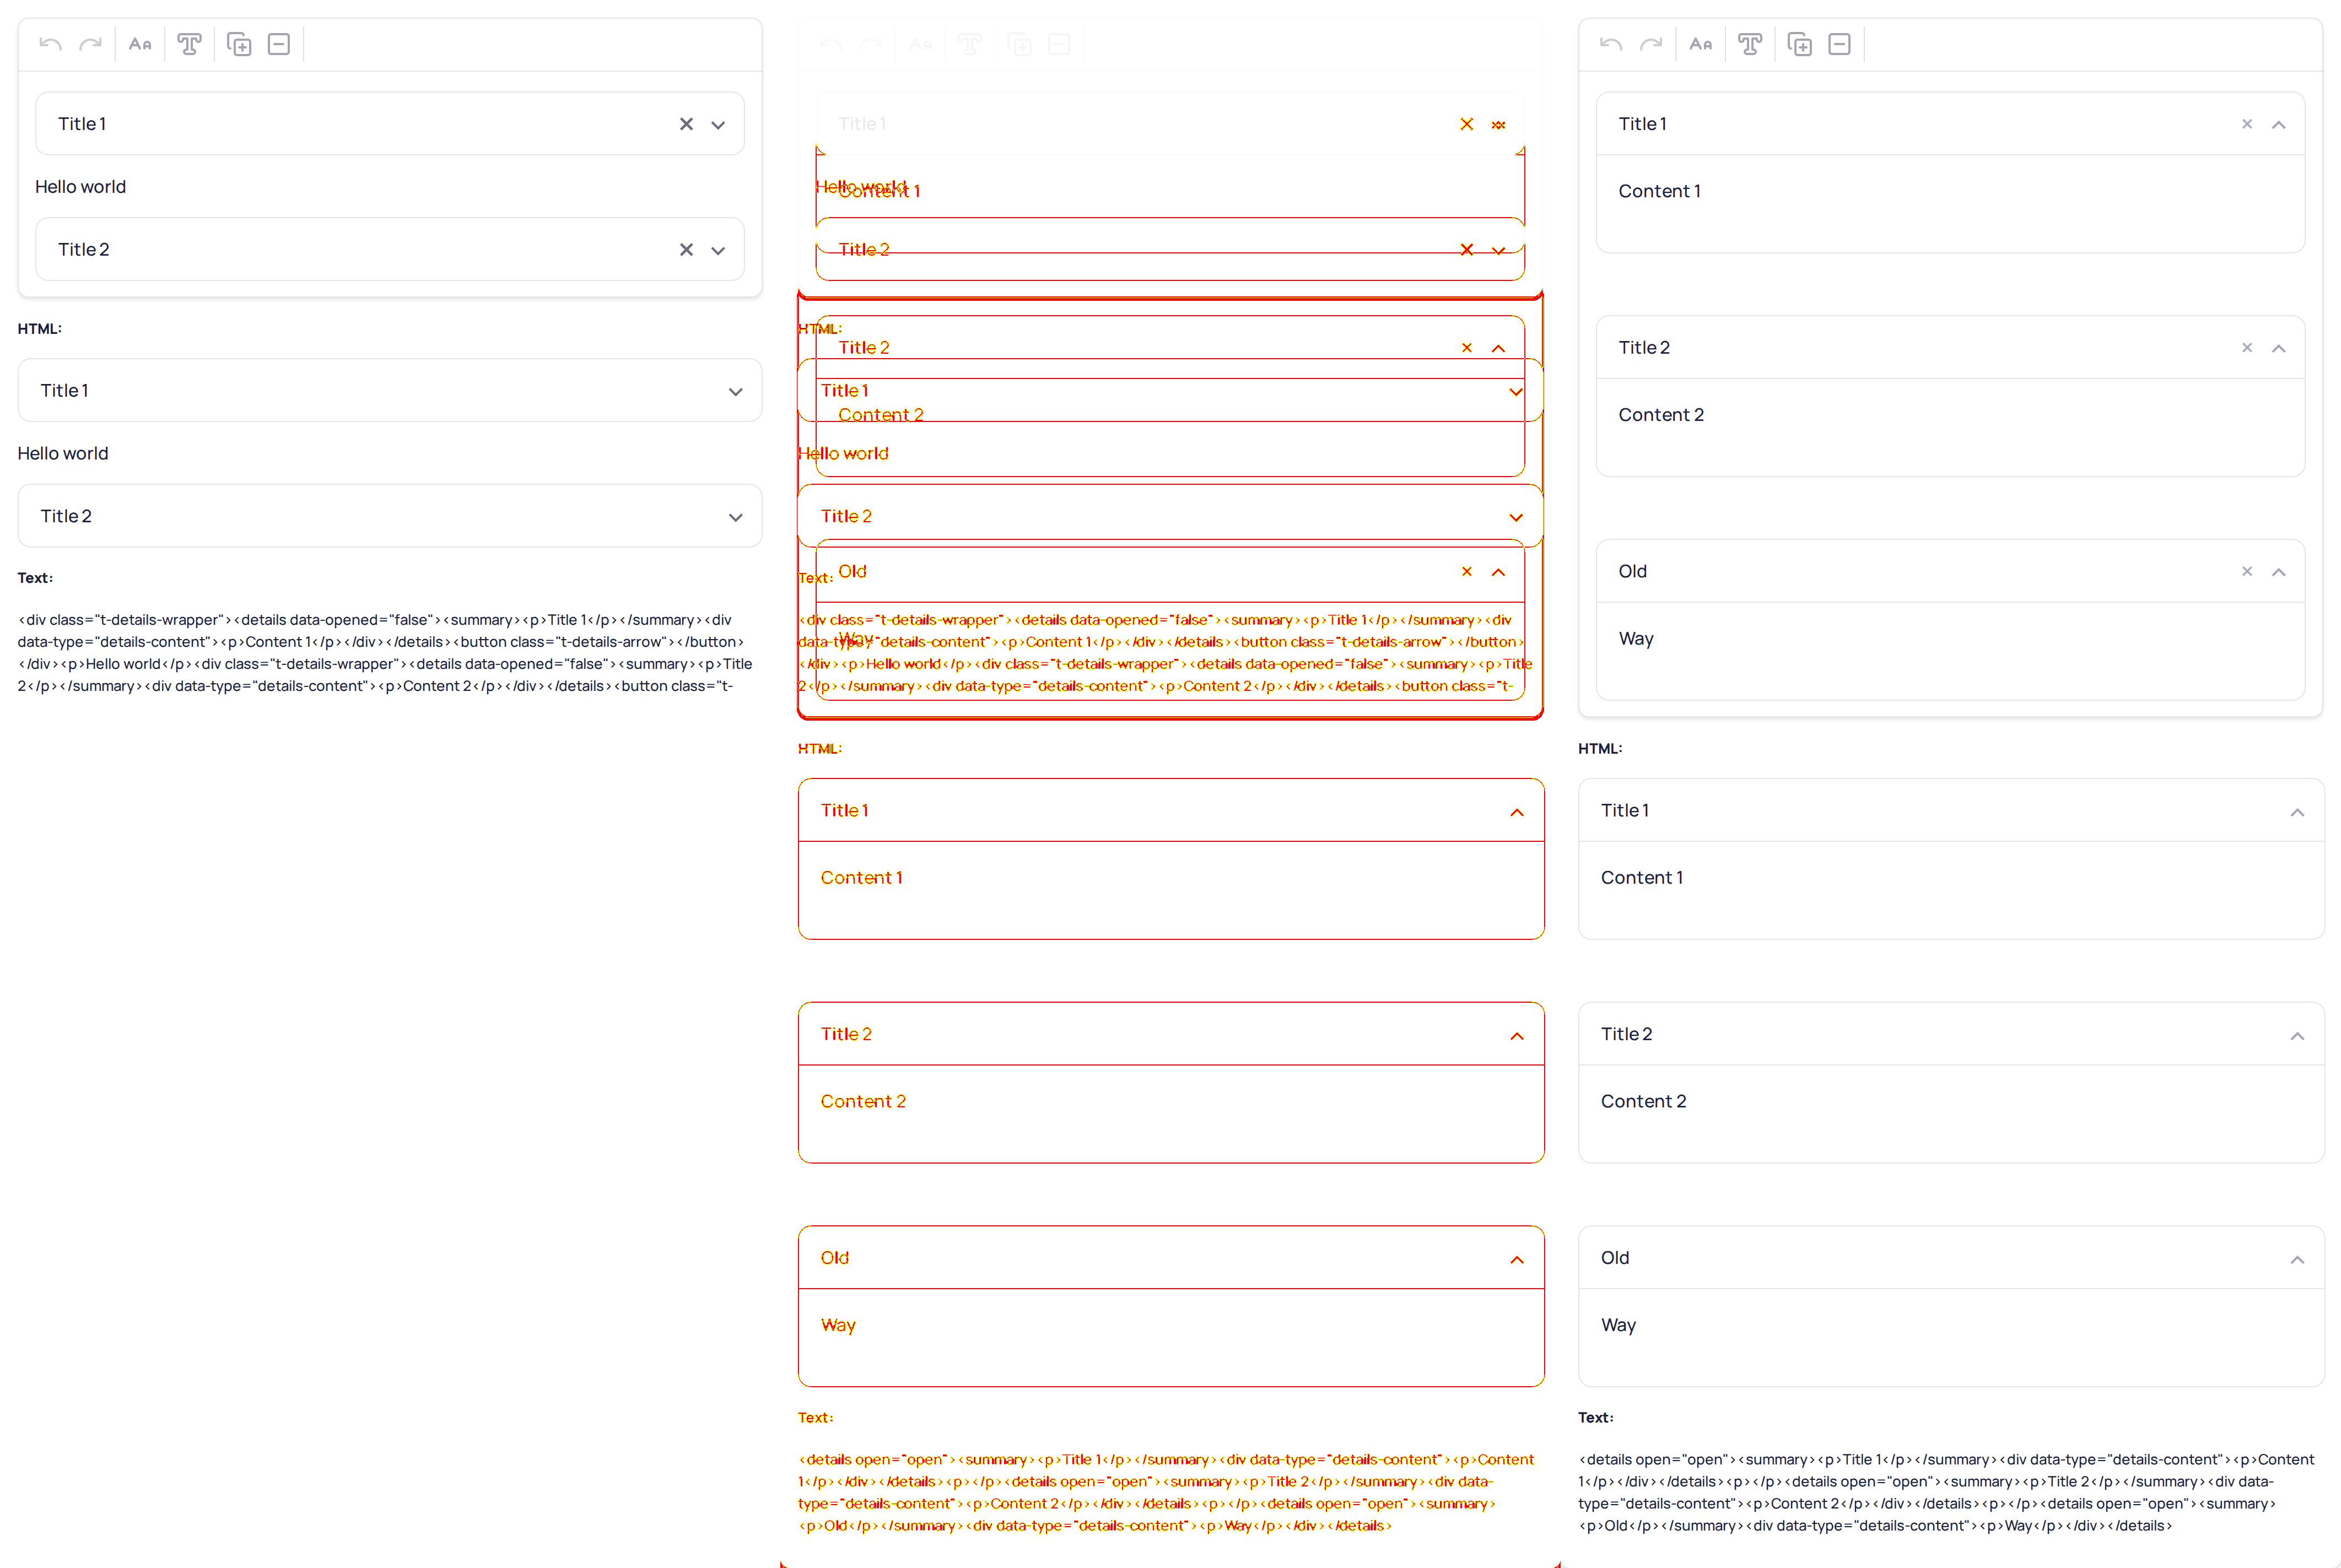 Title 1
Hello world
Title 2
HTML:
Title 1
Hello world
Title 2
Text:
<div class="t-details-wrapper"><details data-opened="false"><summary><p>Title 1</p></summary><div
data-type="details-content"><p>Content 1</p></div></details><button class="t-details-arrow"></button>
</div><p>Hello world</p><div class="t-details-wrapper"><details data-opened="false"><summary><p>Title
2</p></summary><div data-type="details-content"><p>Content 2</p></div></details><button class="t-
Title 1
Hello world
Content 1
Title 2
HTML:
Title 2
Title 1
Content 2
Hello world
Title 2
Old
Text:
<div class="t-details-wrapper"><details data-opened="false"><summary><p>Title 1</p></summary><div
Way
data-type="details-content"><p>Content 1</p></div></details><button class="t-details-arrow"></button>
</div><p>Hello world</p><div class="t-details-wrapper"><details data-opened="false"><summary><p>Title
2</p></summary><div data-type="details-content"><p>Content 2</p></div></details><button class="t-
HTML:
Title 1
Content 1
Title 2
Content 2
Old
Way
Text:
<details open="open"><summary><p>Title 1</p></summary><div data-type="details-content"><p>Content
1</p></div></details><p></p><details open="open"><summary><p>Title 2</p></summary><div data-
type="details-content"><p>Content 2</p></div></details><p></p><details open="open"><summary>
<p>Old</p></summary><div data-type="details-content"><p>Way</p></div></details>
Title 1
Content 1
Title 2
Content 2
Old
Way
HTML:
Title 1
Content 1
Title 2
Content 2
Old
Way
Text:
<details open="open"><summary><p>Title 1</p></summary><div data-type="details-content"><p>Content
1</p></div></details><p></p><details open="open"><summary><p>Title 2</p></summary><div data-
type="details-content"><p>Content 2</p></div></details><p></p><details open="open"><summary>
<p>Old</p></summary><div data-type="details-content"><p>Way</p></div></details>